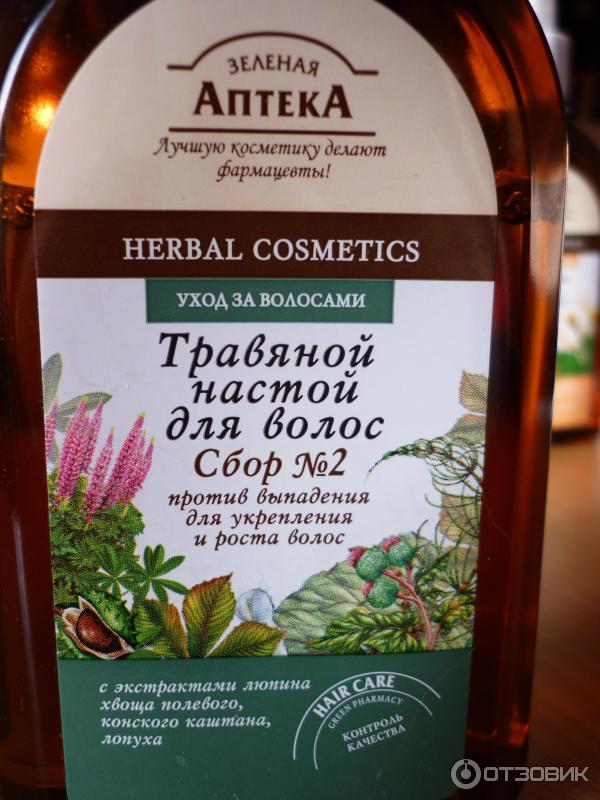 ЗЕЛЕНАЯ
АПТЕКА
Лучшую косметику делают
фармацевты!
HERBAL COSMETICS
УХОД ЗА ВОЛОСАМИ
Травяной
настой
для волос
Сбор №2
против выпадения
для укрепления
и роста волос
с экстрактами люпина
хвоща полевого,
конского каштана,
лопуха
HAIR CARE
GREEN PHARMACY
КОНТРОЛЬ
КАЧЕСТВА
ОТЗОВИК